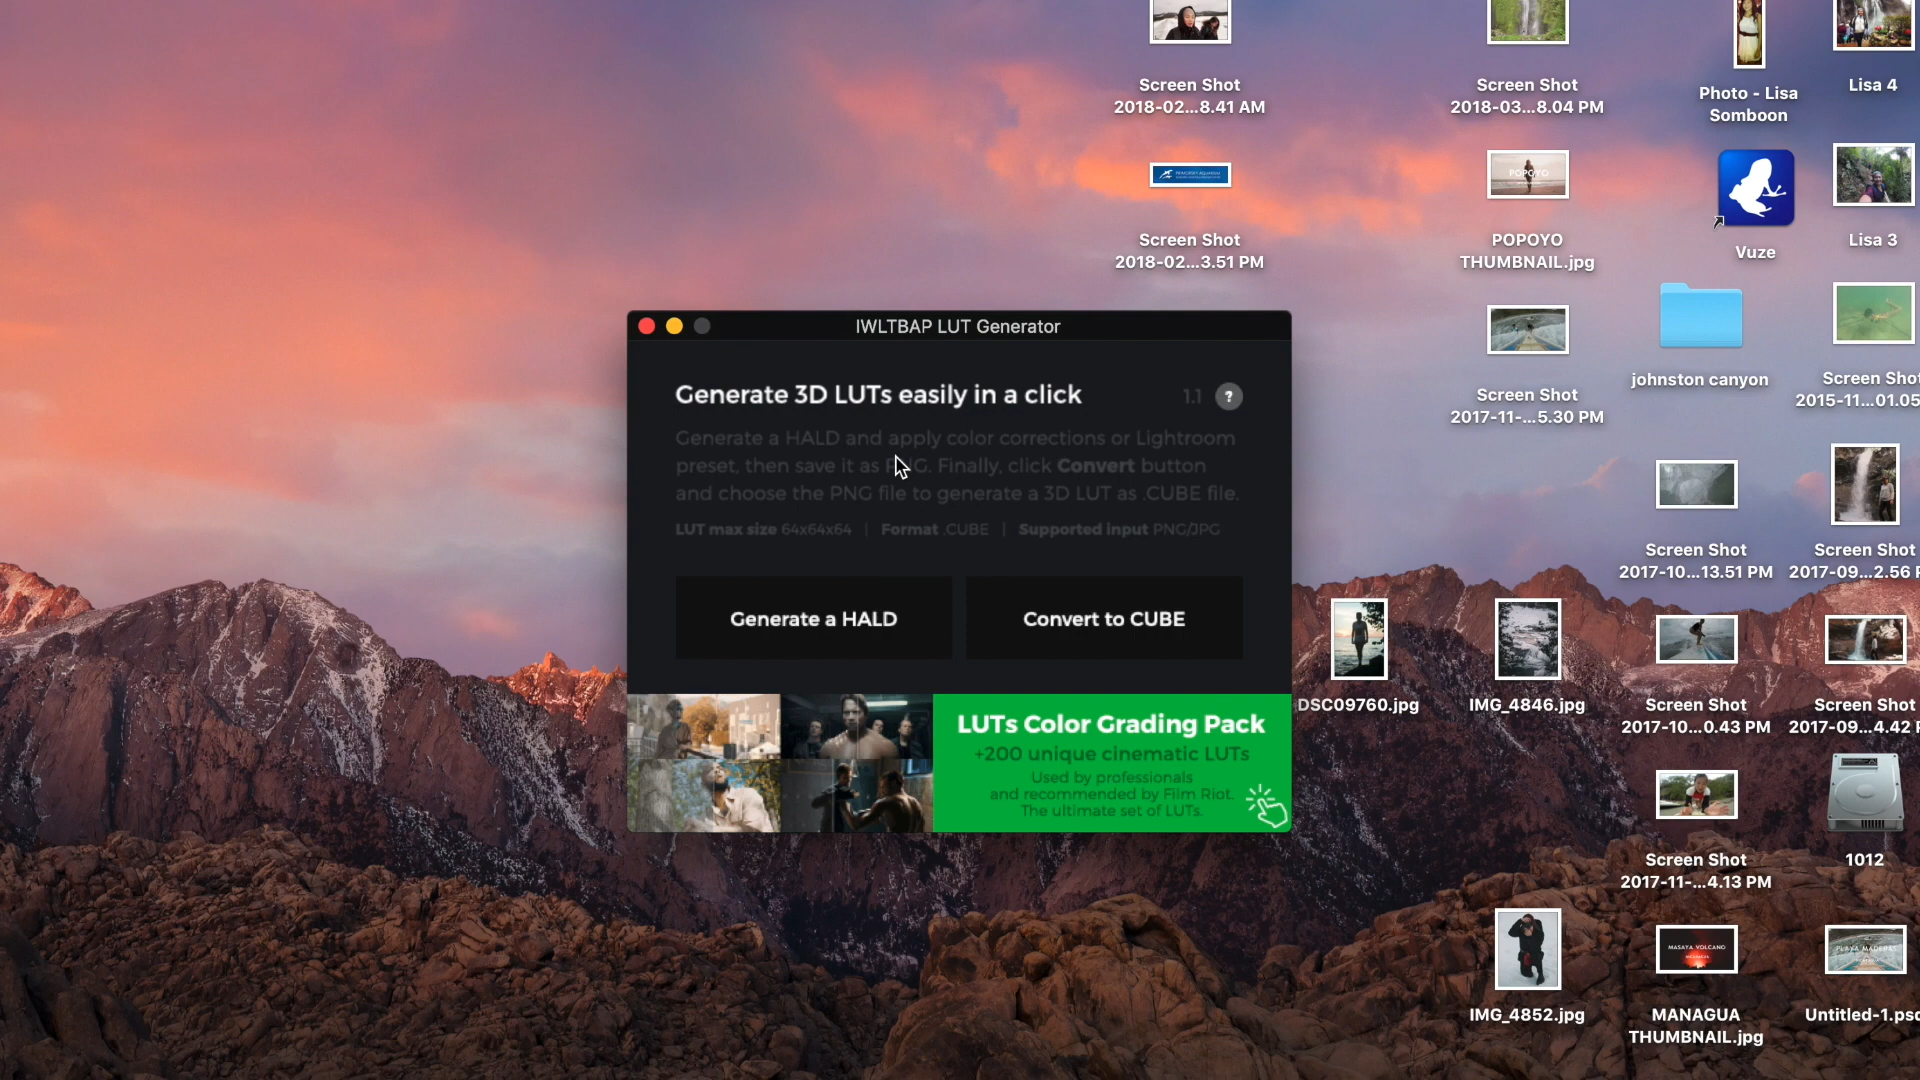 Screen Shot
2018-02...8.41 AM
Screen Shot
2018-03...8.04 PM
Photo - Lisa
Somboon
Lisa 4
Screen Shot
2018-02...3.51 PM
POPOYO
POPOYO
THUMBNAIL.jpg
Vuze
Lisa 3
Screen Shot
2017-11-...5.30 PM
johnston canyon
Screen Shot
2015-11...01.05
IWLTBAP LUT Generator
Generate 3D LUTs easily in a click
1.1 ?
Generate a HALD and apply color corrections or Lightroom
preset, then save it as PNG. Finally, click Convert button
and choose the PNG file to generate a 3D LUT as .CUBE file.
LUT max size 64x64x64 | Format .CUBE | Supported input PNG/JPG
Generate a HALD
Convert to CUBE
LUTs Color Grading Pack
+200 unique cinematic LUTs
Used by professionals
and recommended by Film Riot.
The ultimate set of LUTs.
Screen Shot
2017-10...13.51 PM
Screen Shot
2017-09...2.56 P
DSC09760.jpg
IMG_4846.jpg
Screen Shot
2017-10...0.43 PM
Screen Shot
2017-09...4.42 P
Screen Shot
2017-11-...4.13 PM
1012
IMG_4852.jpg
MASAYA VOLCANO
NICARAGUA
MANAGUA
THUMBNAIL.jpg
PLAYA MADERAS
Untitled-1.psd